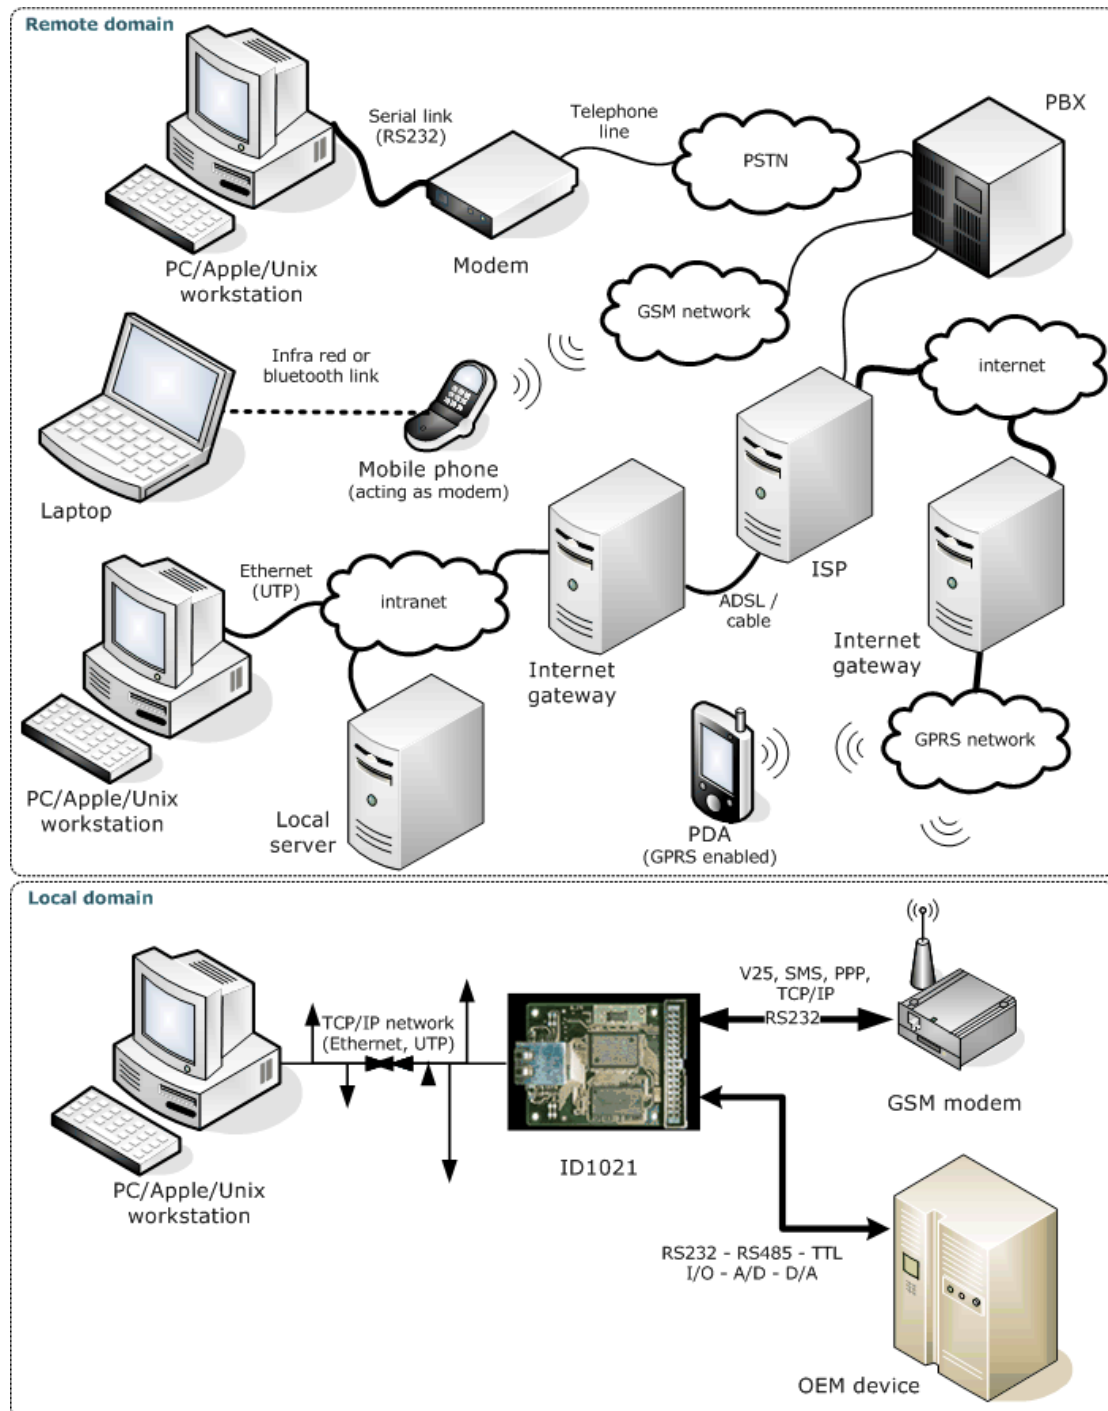 Remote domain
Serial link
(RS232)
Telephone
line
PSTN
PBX
PC/Apple/Unix
workstation
Modem
GSM network
Infra red or
bluetooth link
internet
Laptop
Mobile phone
(acting as modem)
ISP
Ethernet
(UTP)
intranet
ADSL /
cable
Internet
gateway
Internet
gateway
GPRS network
PC/Apple/Unix
workstation
Local
server
PDA
(GPRS enabled)
Local domain
TCP/IP network
(Ethernet, UTP)
V25, SMS, PPP,
TCP/IP
RS232
GSM modem
ID1021
PC/Apple/Unix
workstation
RS232 - RS485 - TTL
I/O - A/D - D/A
OEM device